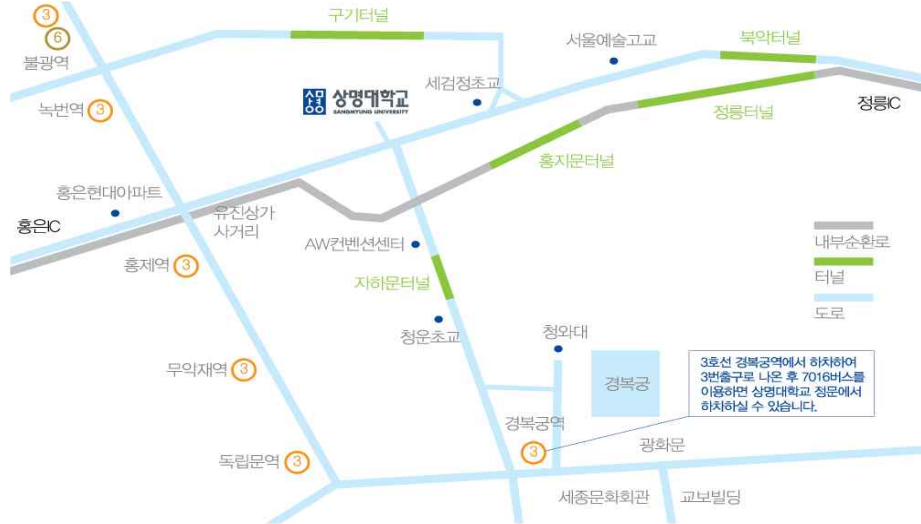 3
6
불광역
구기터널
서울예술고교
북악터널
녹번역 3
상명
상명대학교
SANGMYUNG UNIVERSITY
세검정초교
정릉터널
정릉IC
홍지문터널
홍은현대아파트
홍은IC
유진상가
사거리
AW컨벤션센터
내부순환로
홍제역 3
자하문터널
터널
도로
청운초교
청와대
무악재역 3
경복궁
3호선 경복궁역에서 하차하여
3번출구로 나온 후 7016버스를
이용하면 상명대학교 정문에서
하차하실 수 있습니다.
경복궁역
3
광화문
독립문역 3
세종문화회관
교보빌딩